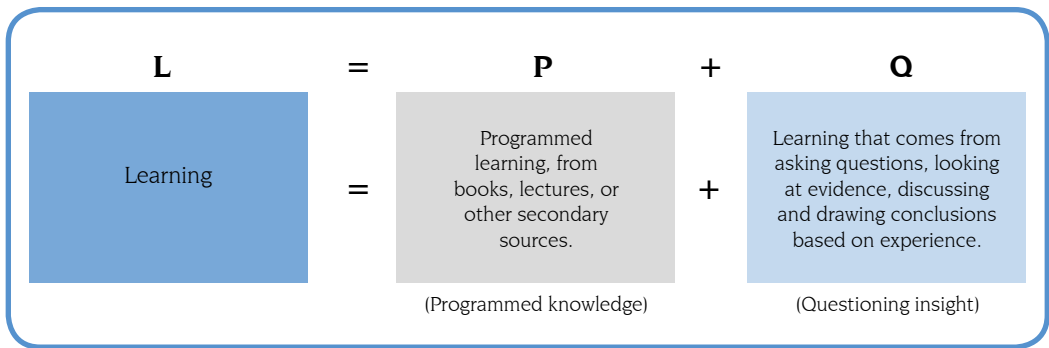 L = P + Q
Learning
=
Programmed
learning, from
books, lectures, or
other secondary
sources.
+
Learning that comes from
asking questions, looking
at evidence, discussing
and drawing conclusions
based on experience.
(Programmed knowledge)
(Questioning insight)